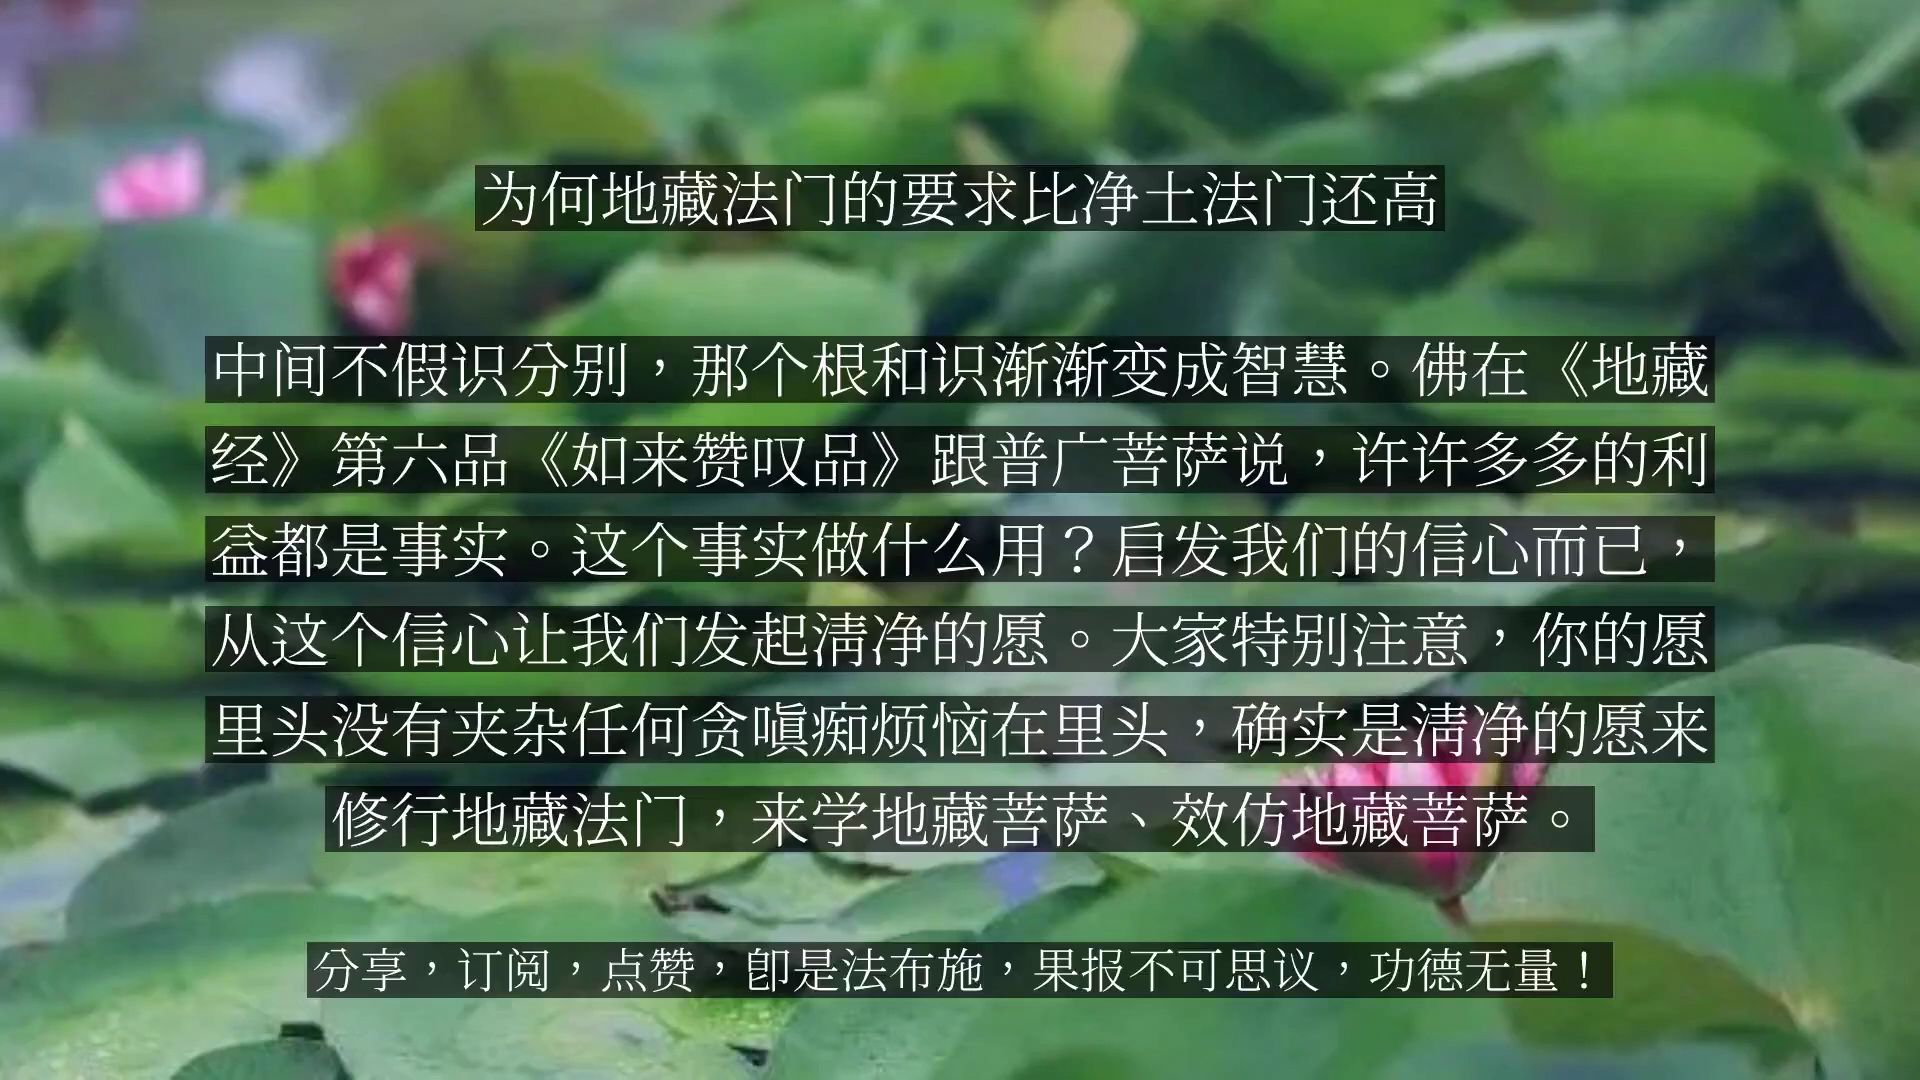 为何地藏法门的要求比净土法门还高
中间不假识分别，那个根和识渐渐变成智慧。佛在《地藏
经》第六品《如来赞叹品》跟普广菩萨说，许许多多的利
益都是事实。这个事实做什么用？启发我们的信心而已，
从这个信心让我们发起清净的愿。大家特别注意，你的愿
里头没有夹杂任何贪嗔痴烦恼在里头，确实是清净的愿来
修行地藏法门，来学地藏菩萨、效仿地藏菩萨。
分享，订阅，点赞，即是法布施，果报不可思议，功德无量！